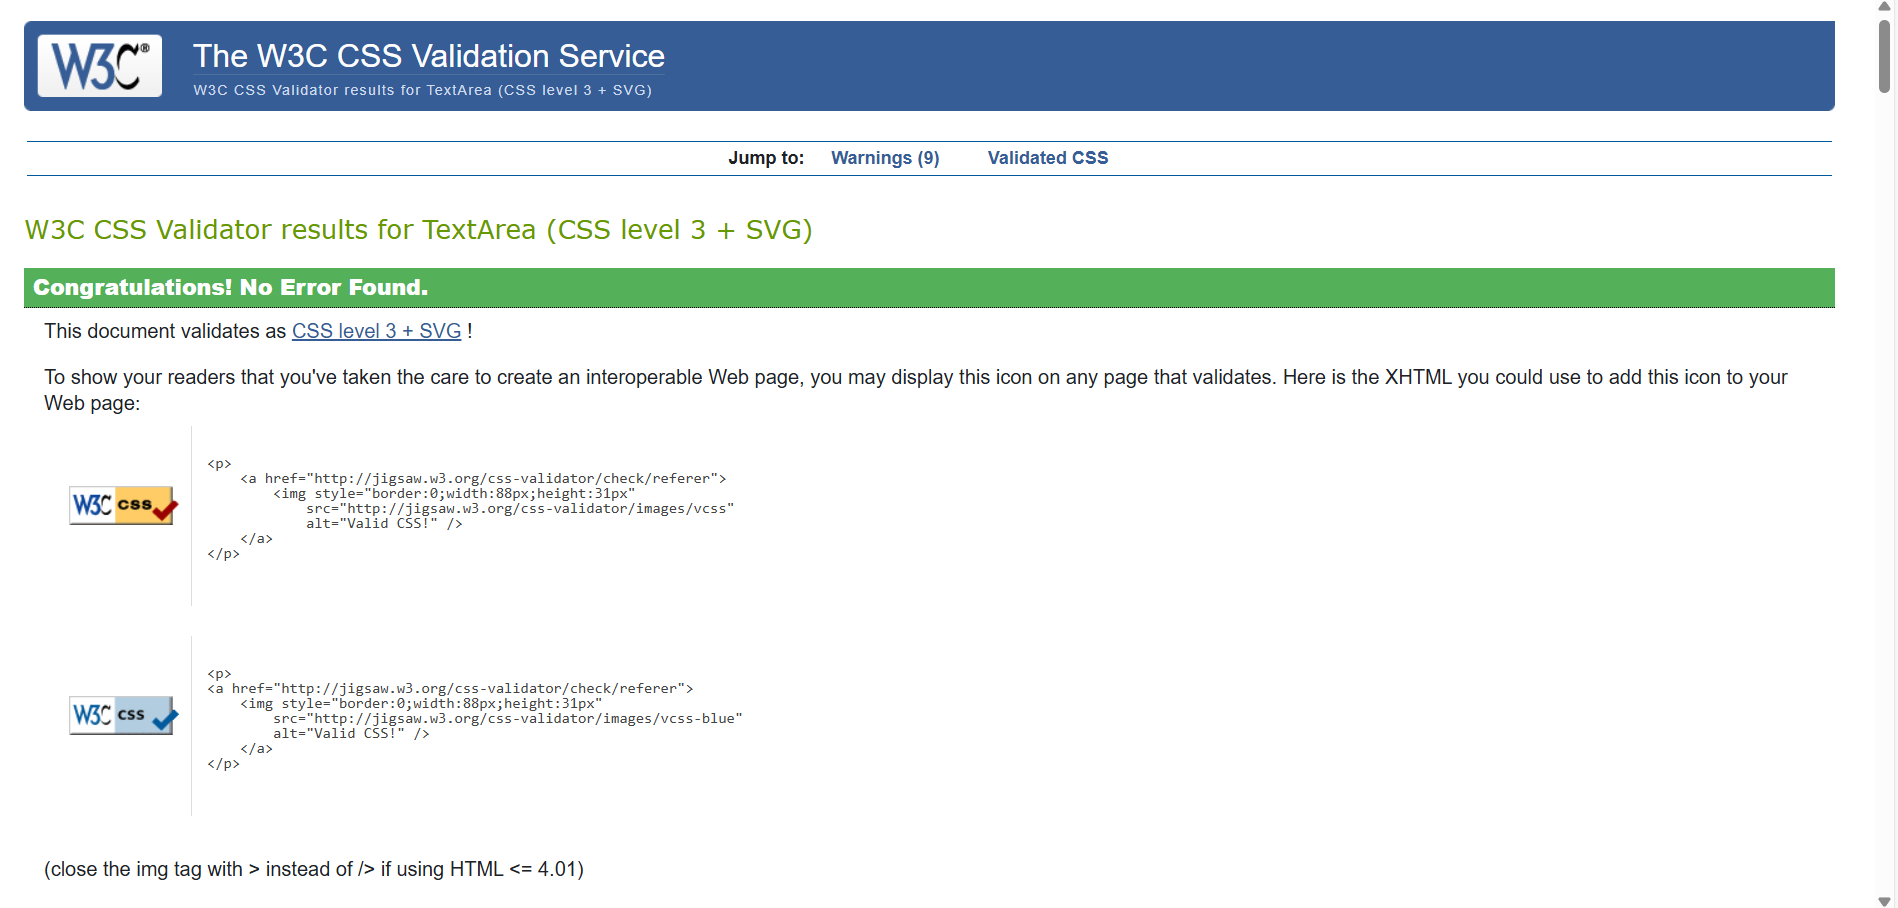 W3C®
The W3C CSS Validation Service
W3C CSS Validator results for TextArea (CSS level 3 + SVG)
Jump to: Warnings (9) Validated CSS
W3C CSS Validator results for TextArea (CSS level 3 + SVG)
Congratulations! No Error Found.
This document validates as CSS level 3 + SVG !
To show your readers that you've taken the care to create an interoperable Web page, you may display this icon on any page that validates. Here is the XHTML you could use to add this icon to your
Web page:
W3C css
<p>
    <a href="http://jigsaw.w3.org/css-validator/check/referer">
        <img style="border:0;width:88px;height:31px"
            src="http://jigsaw.w3.org/css-validator/images/vcss"
            alt="Valid CSS!" />
    </a>
</p>
W3C css
<p>
<a href="http://jigsaw.w3.org/css-validator/check/referer">
    <img style="border:0;width:88px;height:31px"
        src="http://jigsaw.w3.org/css-validator/images/vcss-blue"
        alt="Valid CSS!" />
    </a>
</p>
(close the img tag with > instead of /> if using HTML <= 4.01)